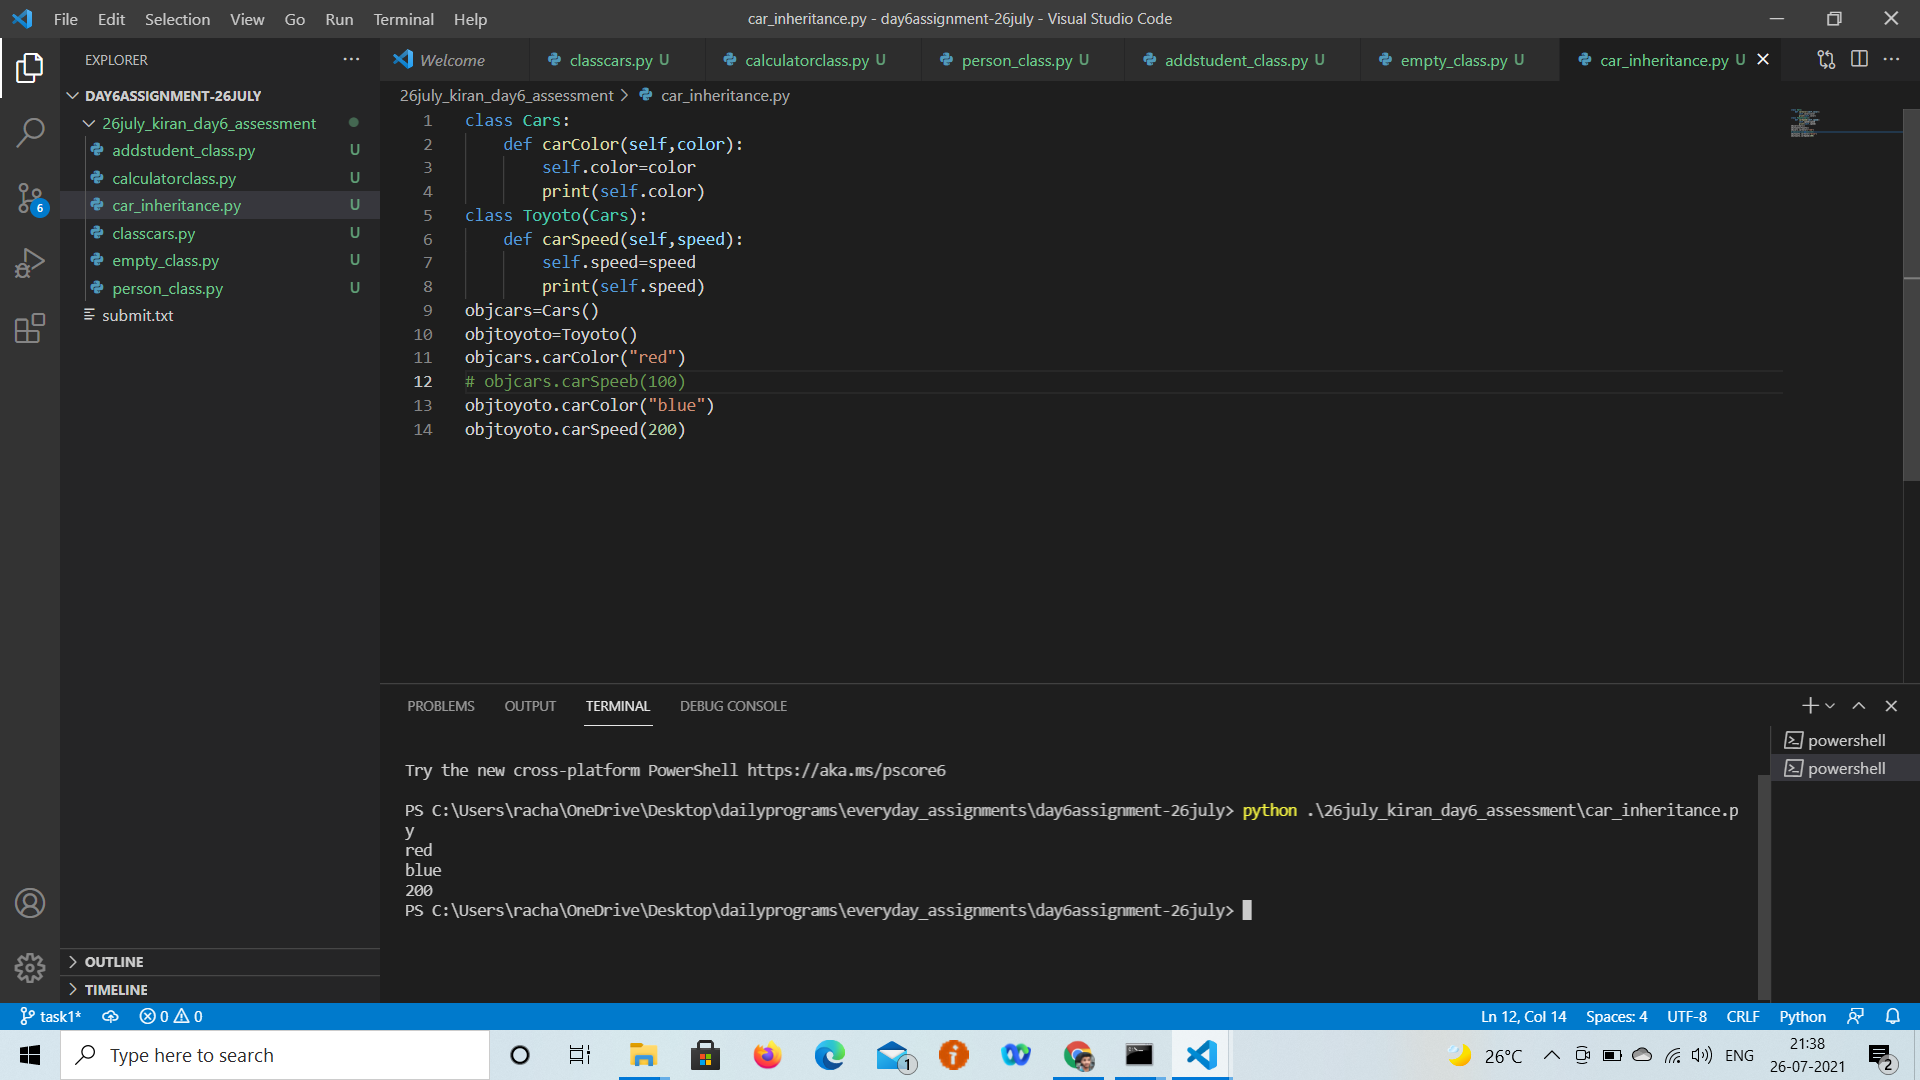 File Edit Selection View Go Run Terminal Help
car_inheritance.py - day6assignment-26july - Visual Studio Code
EXPLORER
DAY6ASSIGNMENT-26JULY
26july_kiran_day6_assessment
addstudent_class.py U
calculatorclass.py U
car_inheritance.py U
classcars.py U
empty_class.py U
person_class.py U
submit.txt
6
OUTLINE
TIMELINE
Welcome classcars.py U calculatorclass.py U person_class.py U addstudent_class.py U empty_class.py U car_inheritance.py U
26july_kiran_day6_assessment > car_inheritance.py
1 class Cars:
2     def carColor(self,color):
3         self.color=color
4         print(self.color)
5 class Toyoto(Cars):
6     def carSpeed(self,speed):
7         self.speed=speed
8         print(self.speed)
9 objcars=Cars()
10 objtoyoto=Toyoto()
11 objcars.carColor("red")
12 # objcars.carSpeeb(100)
13 objtoyoto.carColor("blue")
14 objtoyoto.carSpeed(200)
PROBLEMS OUTPUT TERMINAL DEBUG CONSOLE
powershell
powershell
Try the new cross-platform PowerShell https://aka.ms/pscore6
PS C:\Users\racha\OneDrive\Desktop\dailyprograms\everyday_assignments\day6assignment-26july> python .\26july_kiran_day6_assessment\car_inheritance.p
y
red
blue
200
PS C:\Users\racha\OneDrive\Desktop\dailyprograms\everyday_assignments\day6assignment-26july>
task1* 0 0 Ln 12, Col 14 Spaces: 4 UTF-8 CRLF Python
Type here to search
1
26°C ENG
21:38
26-07-2021
2